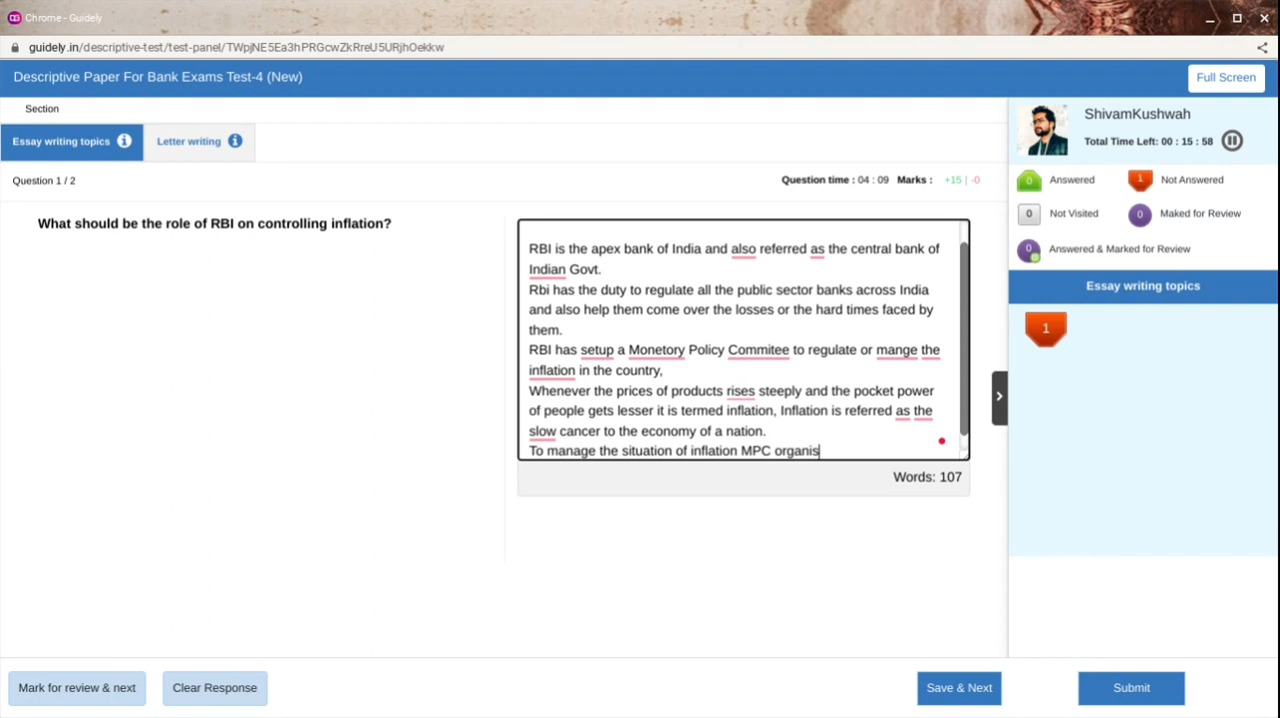 Chrome - Guidely
guidely.in/descriptive-test/test-panel/TWpjNE5Ea3hPRGcwZkRreU5URjhOekkw
Descriptive Paper For Bank Exams Test-4 (New)
Full Screen
Section
Essay writing topics
Letter writing
ShivamKushwah
Total Time Left: 00 : 15 : 58
Question 1 / 2
Question time : 04 : 09 Marks : +15 | -0
0 Answered
1 Not Answered
0 Not Visited
0 Maked for Review
0 Answered & Marked for Review
Essay writing topics
1
What should be the role of RBI on controlling inflation?
RBI is the apex bank of India and also referred as the central bank of
Indian Govt.
Rbi has the duty to regulate all the public sector banks across India
and also help them come over the losses or the hard times faced by
them.
RBI has setup a Monetory Policy Commitee to regulate or mange the
inflation in the country,
Whenever the prices of products rises steeply and the pocket power
of people gets lesser it is termed inflation, Inflation is referred as the
slow cancer to the economy of a nation.
To manage the situation of inflation MPC organis
Words: 107
Mark for review & next
Clear Response
Save & Next
Submit